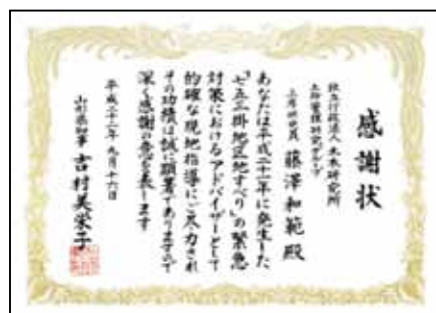 感謝状
独立行政法人 土木研究所
土砂管理研究グループ
上席研究員 藤澤和範殿
あなたは平成二十一年に発生した
「七五三掛地区地すべり」の緊急
対策におけるアドバイザーとして
的確な現地指導にご尽力され
その功績は誠に顕著でありますので
深く感謝の意を表します
平成二十二年九月十六日
山形県知事 吉村美栄子